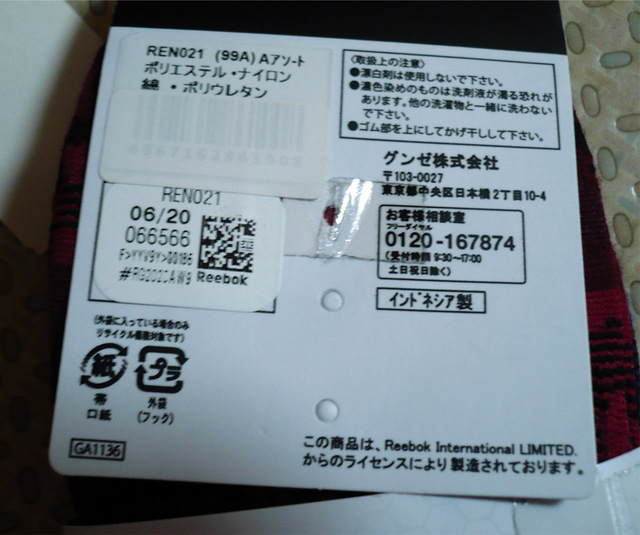 REN021 (99A) Aアソート
ポリエステル・ナイロン
綿 ・ポリウレタン
REN021
06/20
066566
Reebok
〈取扱上の注意〉
●漂白剤は使用しないで下さい。
●濃色染めのものは洗剤液が濁る恐れが
あります。他の洗濯物と一緒に洗わない
で下さい。
●ゴム部を上にしてかげ干しして下さい。
グンゼ株式会社
〒103-0027
東京都中央区日本橋2丁目10-4
お客様相談室
フリーダイヤル
0120-167874
(受付時間 9:30~17:00
土日祝日除く)
インドネシア製
(外袋に入っている場合のみ
リサイクル識別対象です)
紙
プラ
帯
口紙
外袋
(フック)
GA1136
この商品は、Reebok International LIMITED.
からのライセンスにより製造されております。